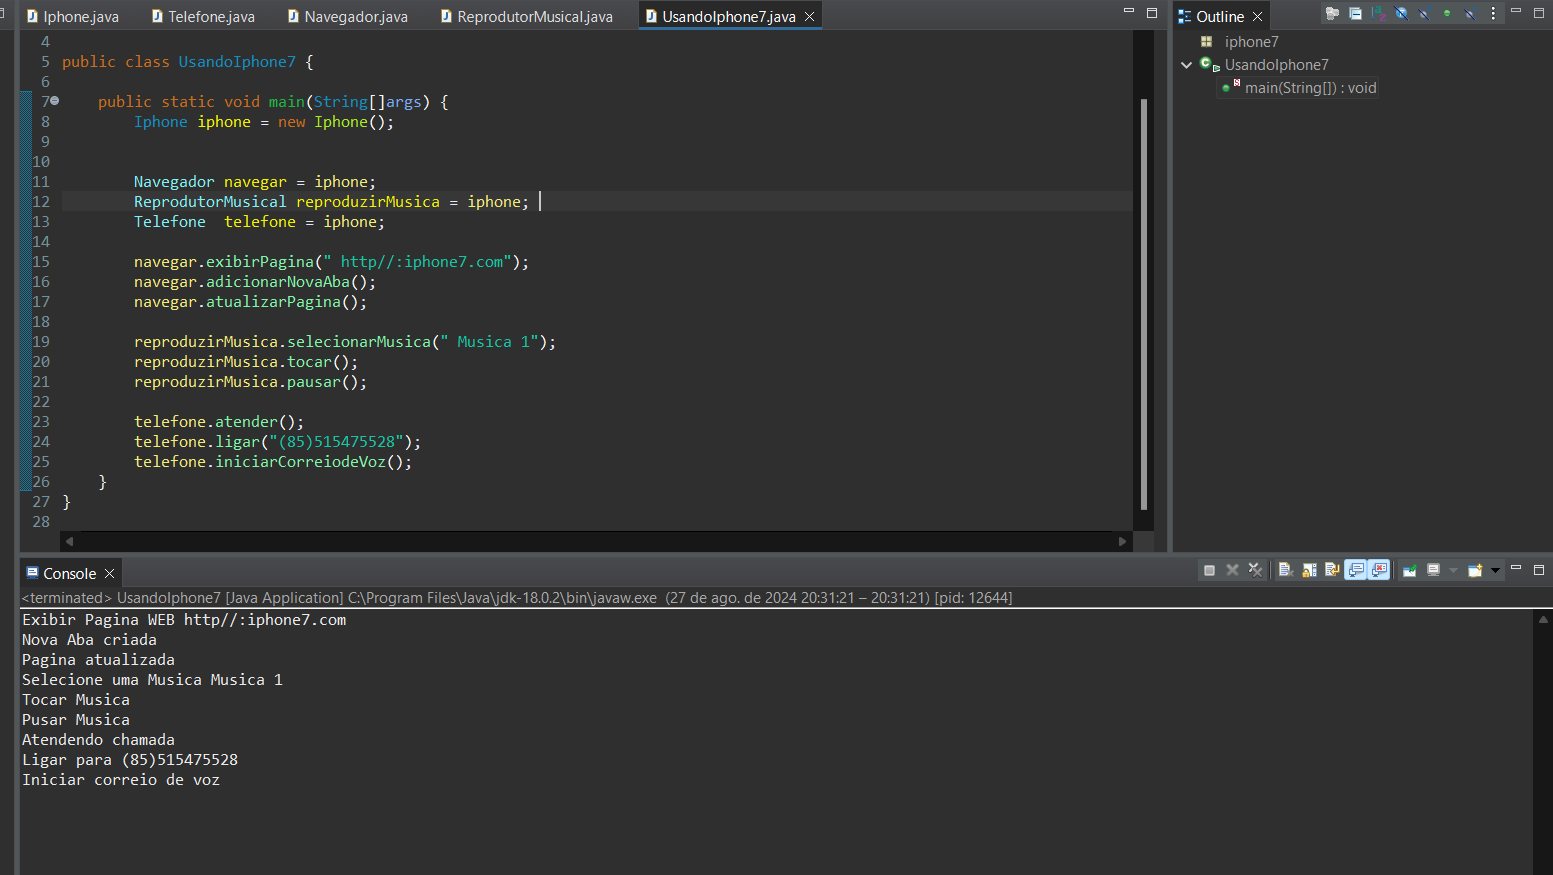 Iphone.java Telefone.java Navegador.java ReprodutorMusical.java UsandoIphone7.java
4
5 public class UsandoIphone7 {
6
7 public static void main(String[]args) {
8 Iphone iphone = new Iphone();
9
10
11 Navegador navegar = iphone;
12 ReprodutorMusical reproduzirMusica = iphone;
13 Telefone  telefone = iphone;
14
15 navegar.exibirPagina(" http//:iphone7.com");
16 navegar.adicionarNovaAba();
17 navegar.atualizarPagina();
18
19 reproduzirMusica.selecionarMusica(" Musica 1");
20 reproduzirMusica.tocar();
21 reproduzirMusica.pausar();
22
23 telefone.atender();
24 telefone.ligar("(85)515475528");
25 telefone.iniciarCorreiodeVoz();
26 }
27 }
28
Outline
iphone7
UsandoIphone7
main(String[]) : void
Console
<terminated> UsandoIphone7 [Java Application] C:\Program Files\Java\jdk-18.0.2\bin\javaw.exe (27 de ago. de 2024 20:31:21 – 20:31:21) [pid: 12644]
Exibir Pagina WEB http//:iphone7.com
Nova Aba criada
Pagina atualizada
Selecione uma Musica Musica 1
Tocar Musica
Pusar Musica
Atendendo chamada
Ligar para (85)515475528
Iniciar correio de voz